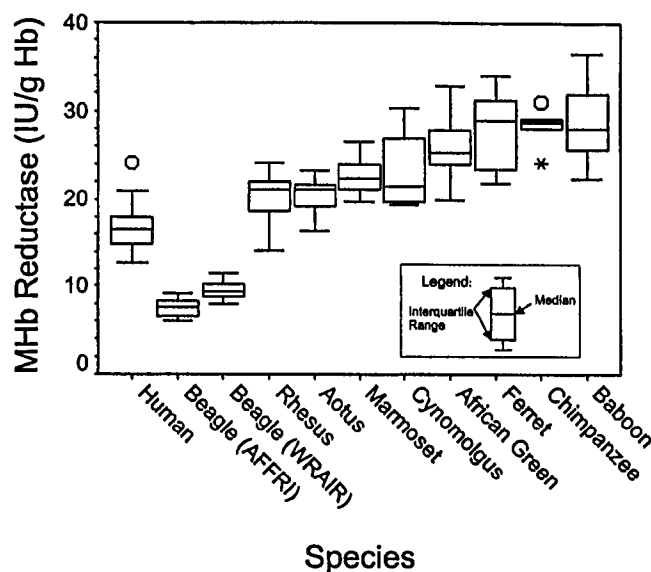 MHb Reductase (IU/g Hb)
40
30
20
10
0
Legend:
Interquartile
Range
Median
Human
Beagle (AFFRI)
Beagle (WRAIR)
Rhesus
Aotus
Marmoset
Cynomolgus
African Green
Ferret
Chimpanzee
Baboon
Species